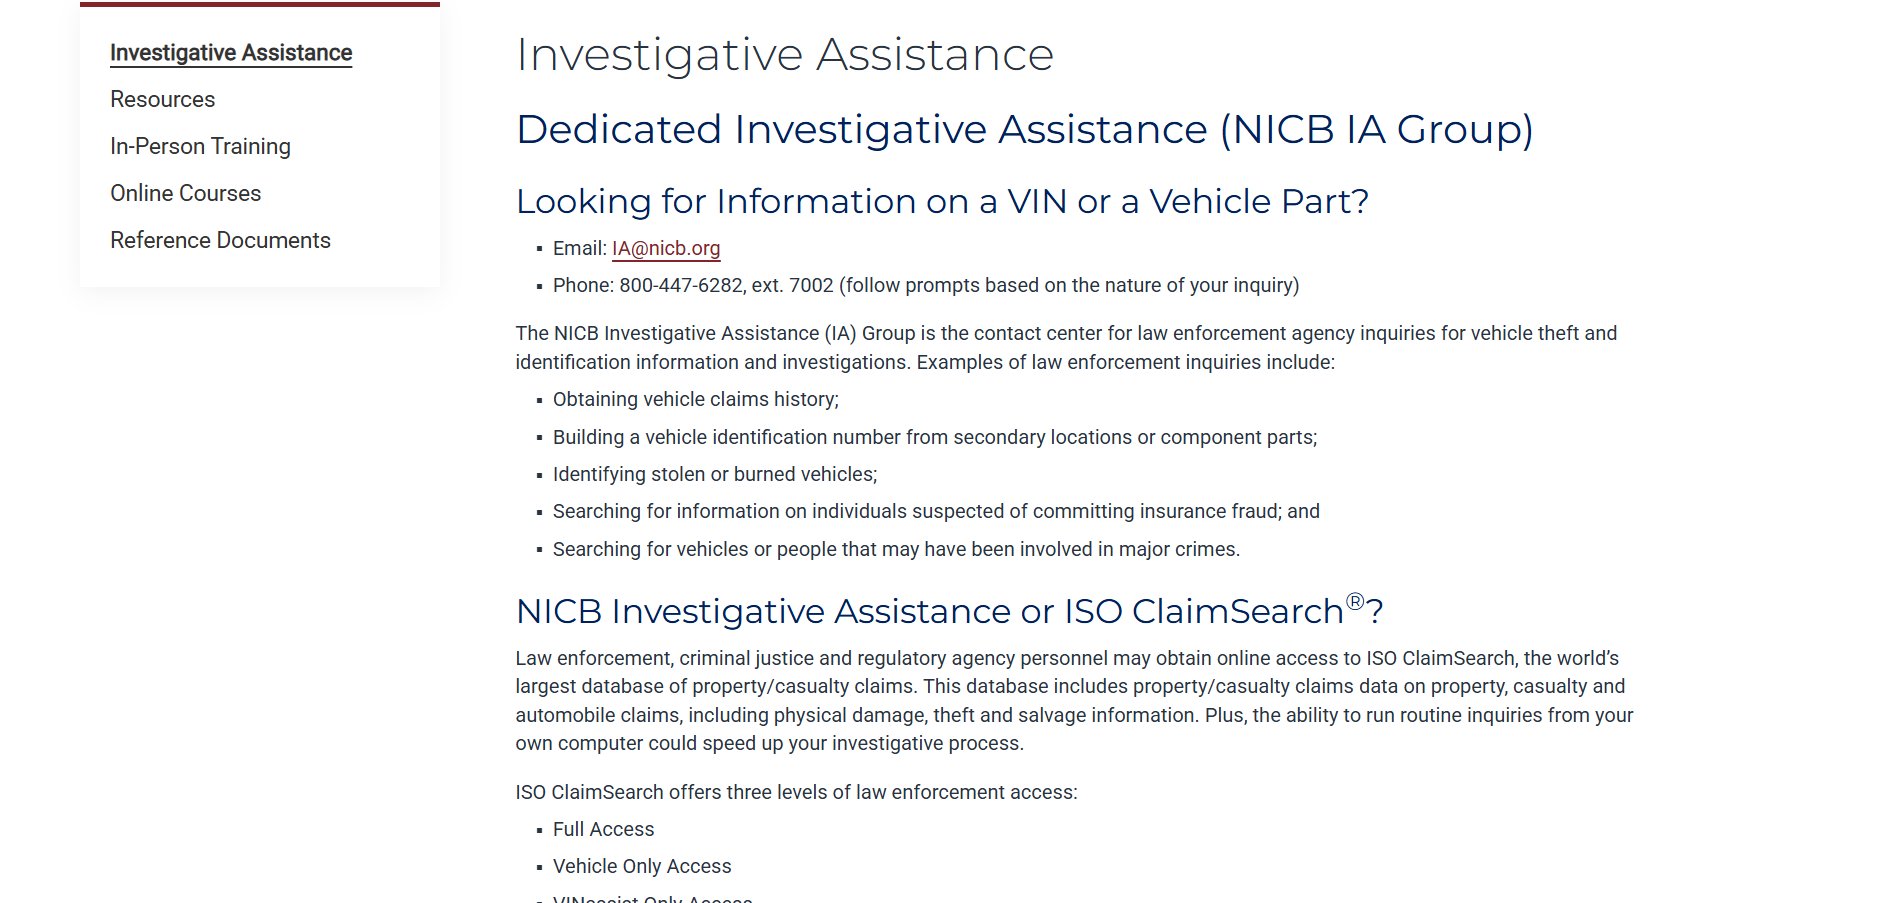 Investigative Assistance
Resources
In-Person Training
Online Courses
Reference Documents
Investigative Assistance
Dedicated Investigative Assistance (NICB IA Group)
Looking for Information on a VIN or a Vehicle Part?
▪ Email: IA@nicb.org
▪ Phone: 800-447-6282, ext. 7002 (follow prompts based on the nature of your inquiry)
The NICB Investigative Assistance (IA) Group is the contact center for law enforcement agency inquiries for vehicle theft and
identification information and investigations. Examples of law enforcement inquiries include:
▪ Obtaining vehicle claims history;
▪ Building a vehicle identification number from secondary locations or component parts;
▪ Identifying stolen or burned vehicles;
▪ Searching for information on individuals suspected of committing insurance fraud; and
▪ Searching for vehicles or people that may have been involved in major crimes.
NICB Investigative Assistance or ISO ClaimSearch®?
Law enforcement, criminal justice and regulatory agency personnel may obtain online access to ISO ClaimSearch, the world’s
largest database of property/casualty claims. This database includes property/casualty claims data on property, casualty and
automobile claims, including physical damage, theft and salvage information. Plus, the ability to run routine inquiries from your
own computer could speed up your investigative process.
ISO ClaimSearch offers three levels of law enforcement access:
▪ Full Access
▪ Vehicle Only Access
▪ VINassist Only Access